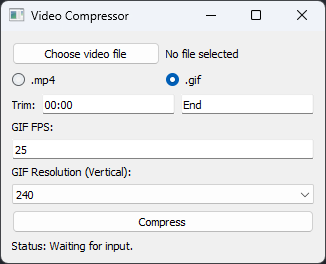 Video Compressor
Choose video file No file selected
.mp4 .gif
Trim: 00:00 End
GIF FPS:
25
GIF Resolution (Vertical):
240
Compress
Status: Waiting for input.